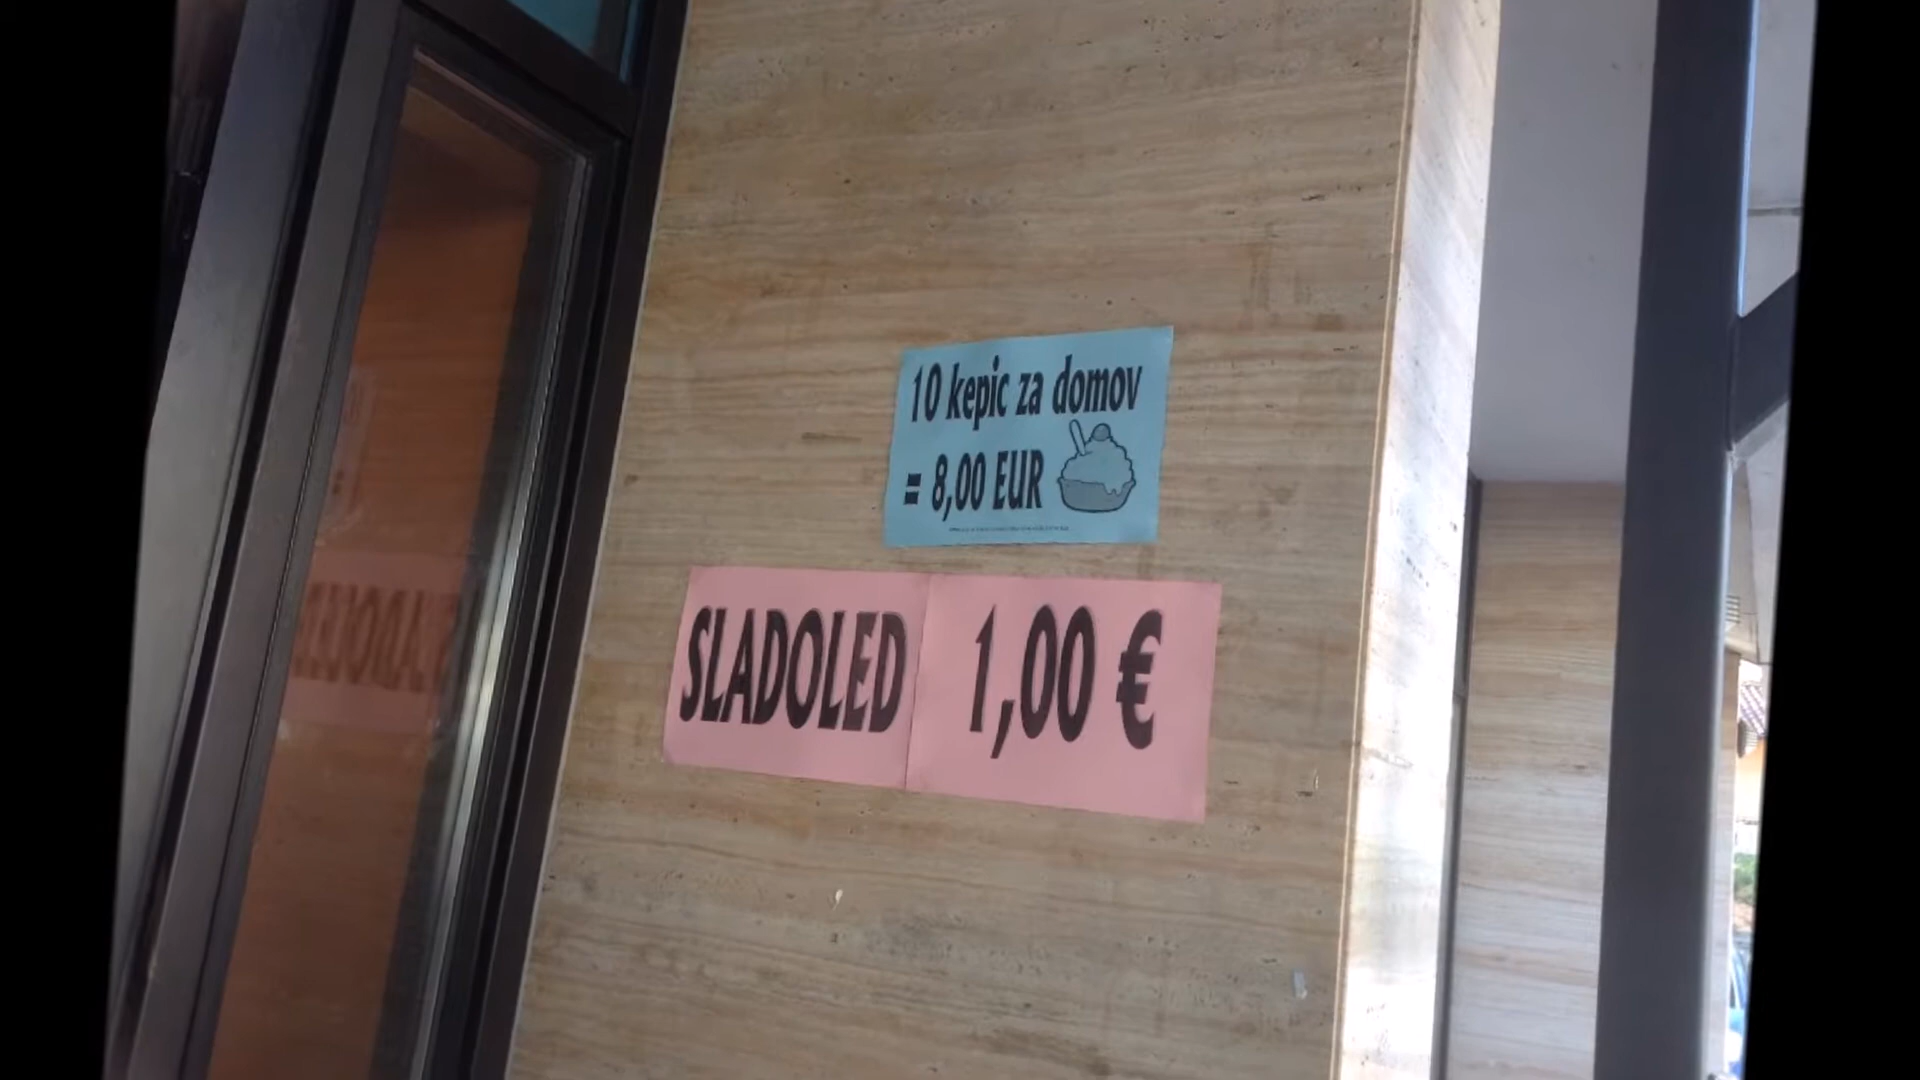 10 kepic za domov
= 8,00 EUR
SLADOLED 1,00 €